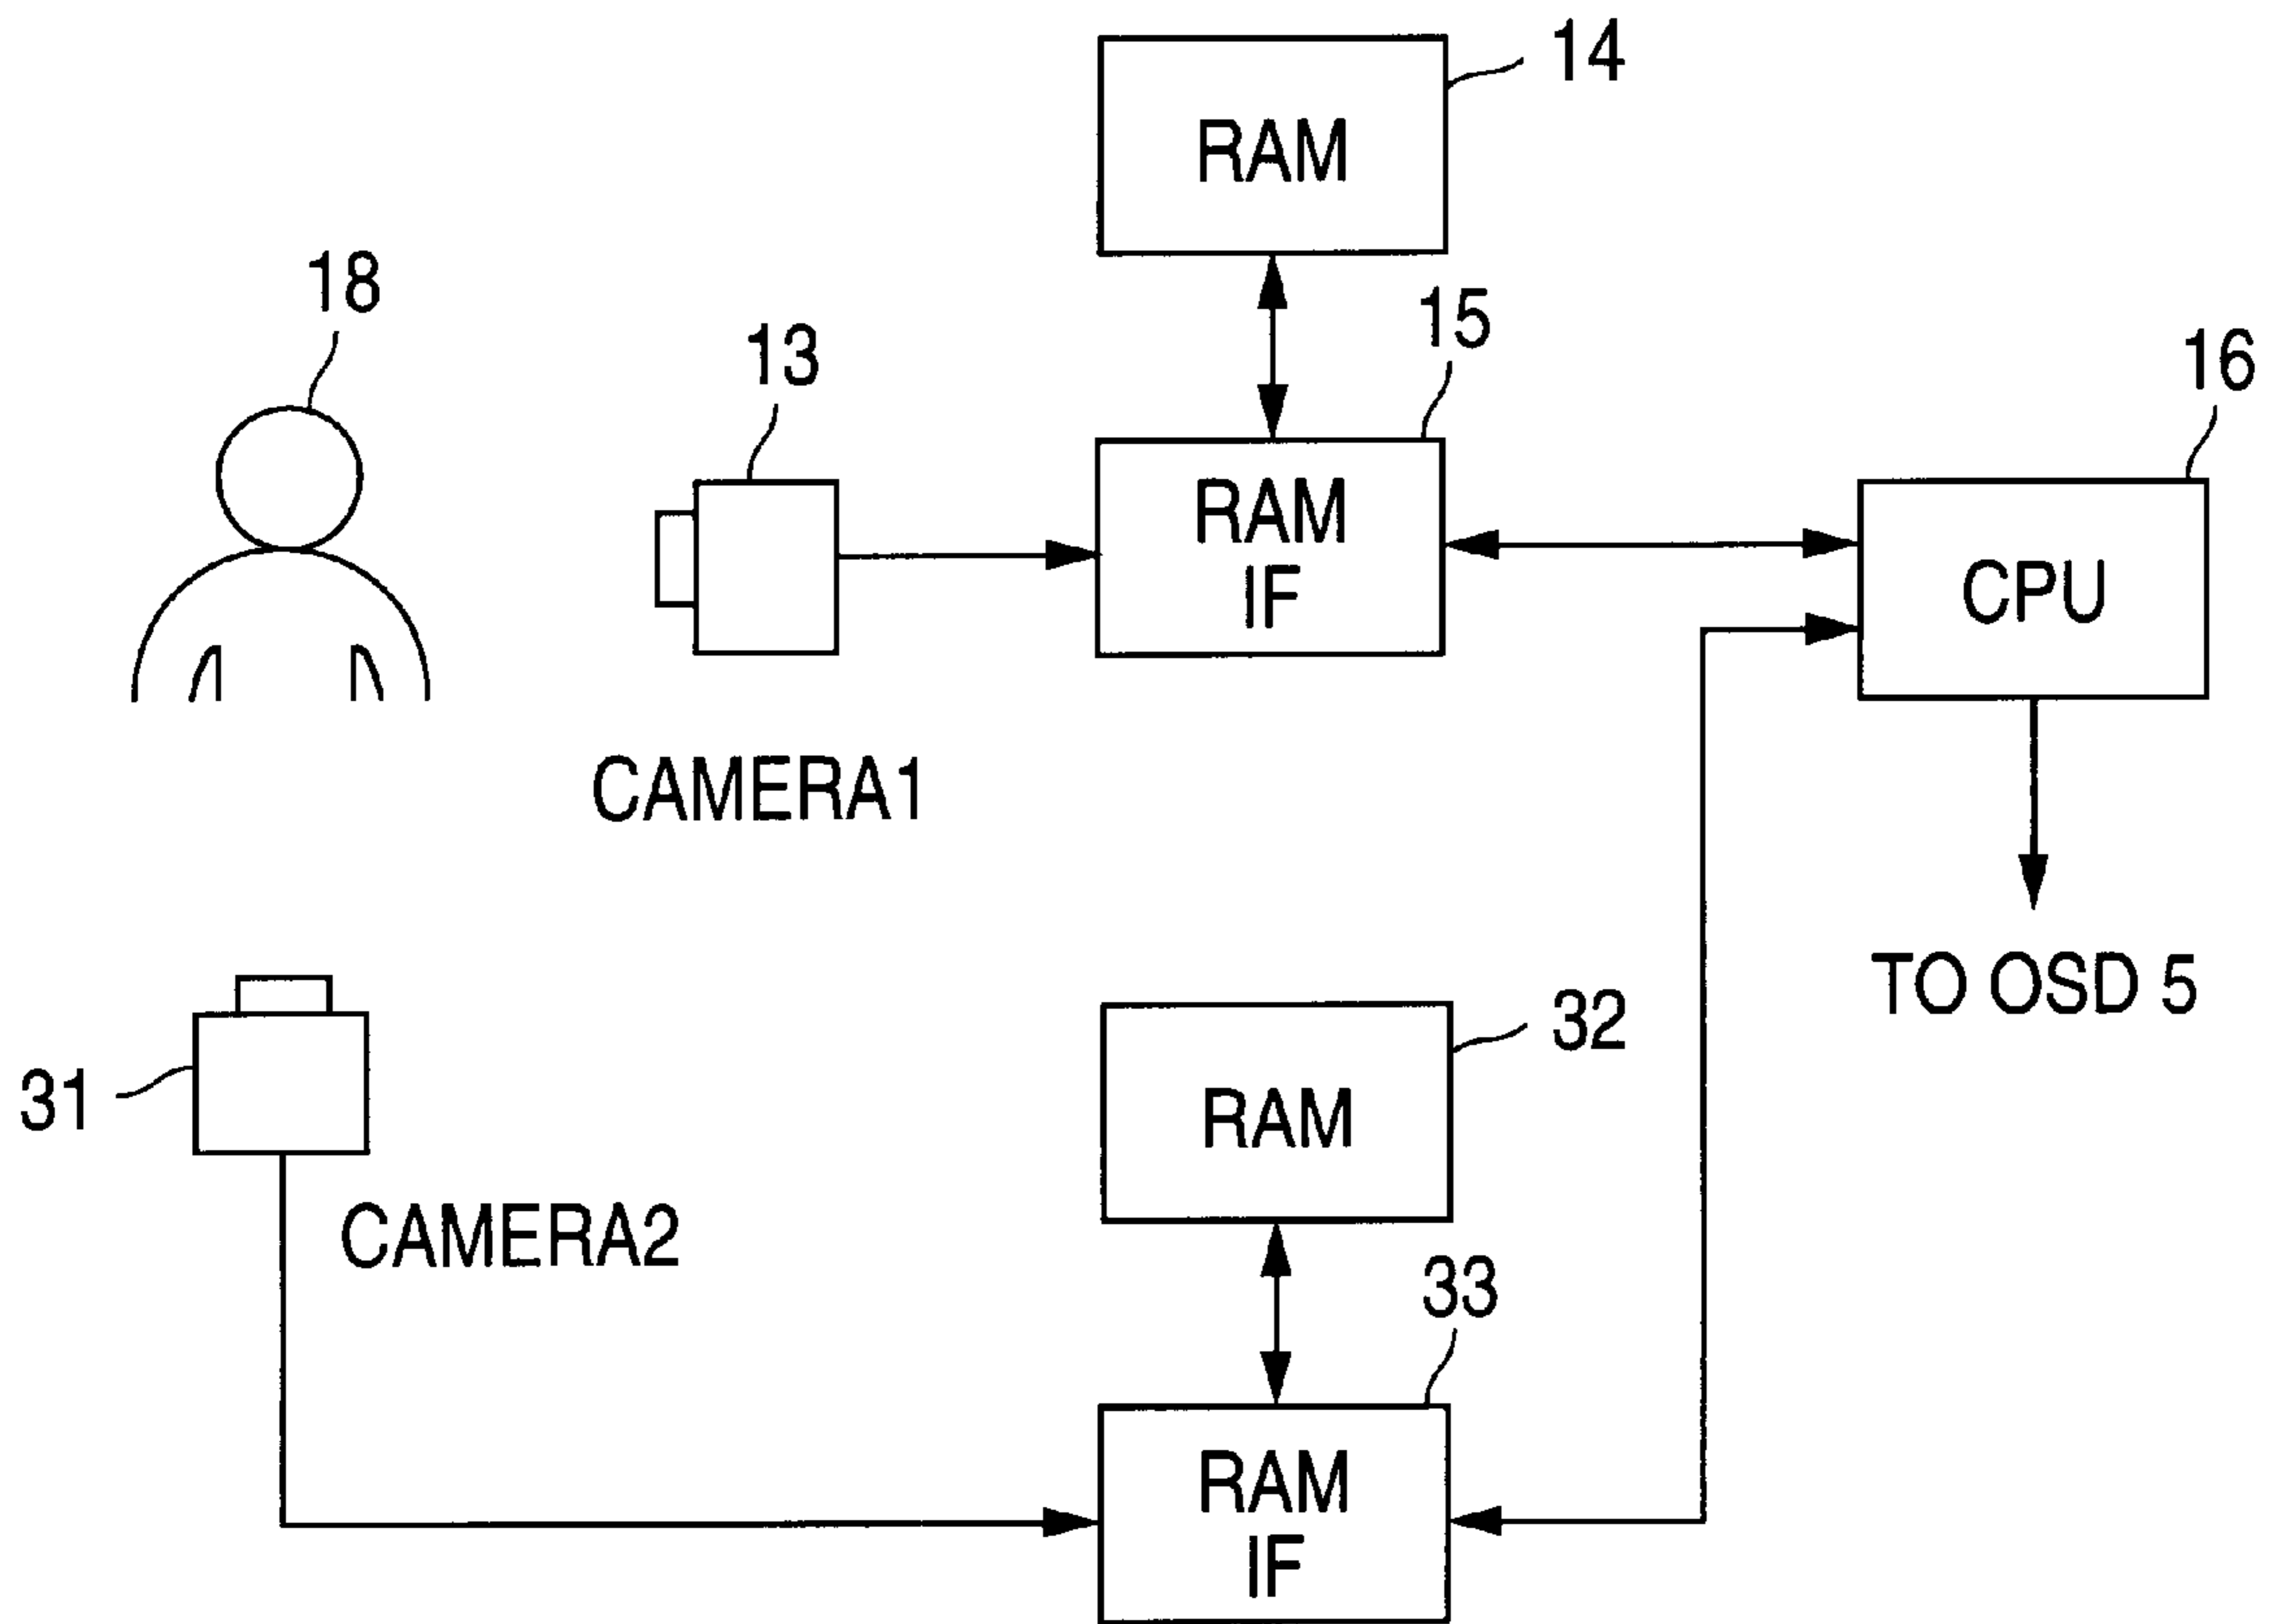 14
RAM
18
13
15
16
RAM
IF
CPU
CAMERA1
TO OSD 5
31
32
RAM
CAMERA2
33
RAM
IF